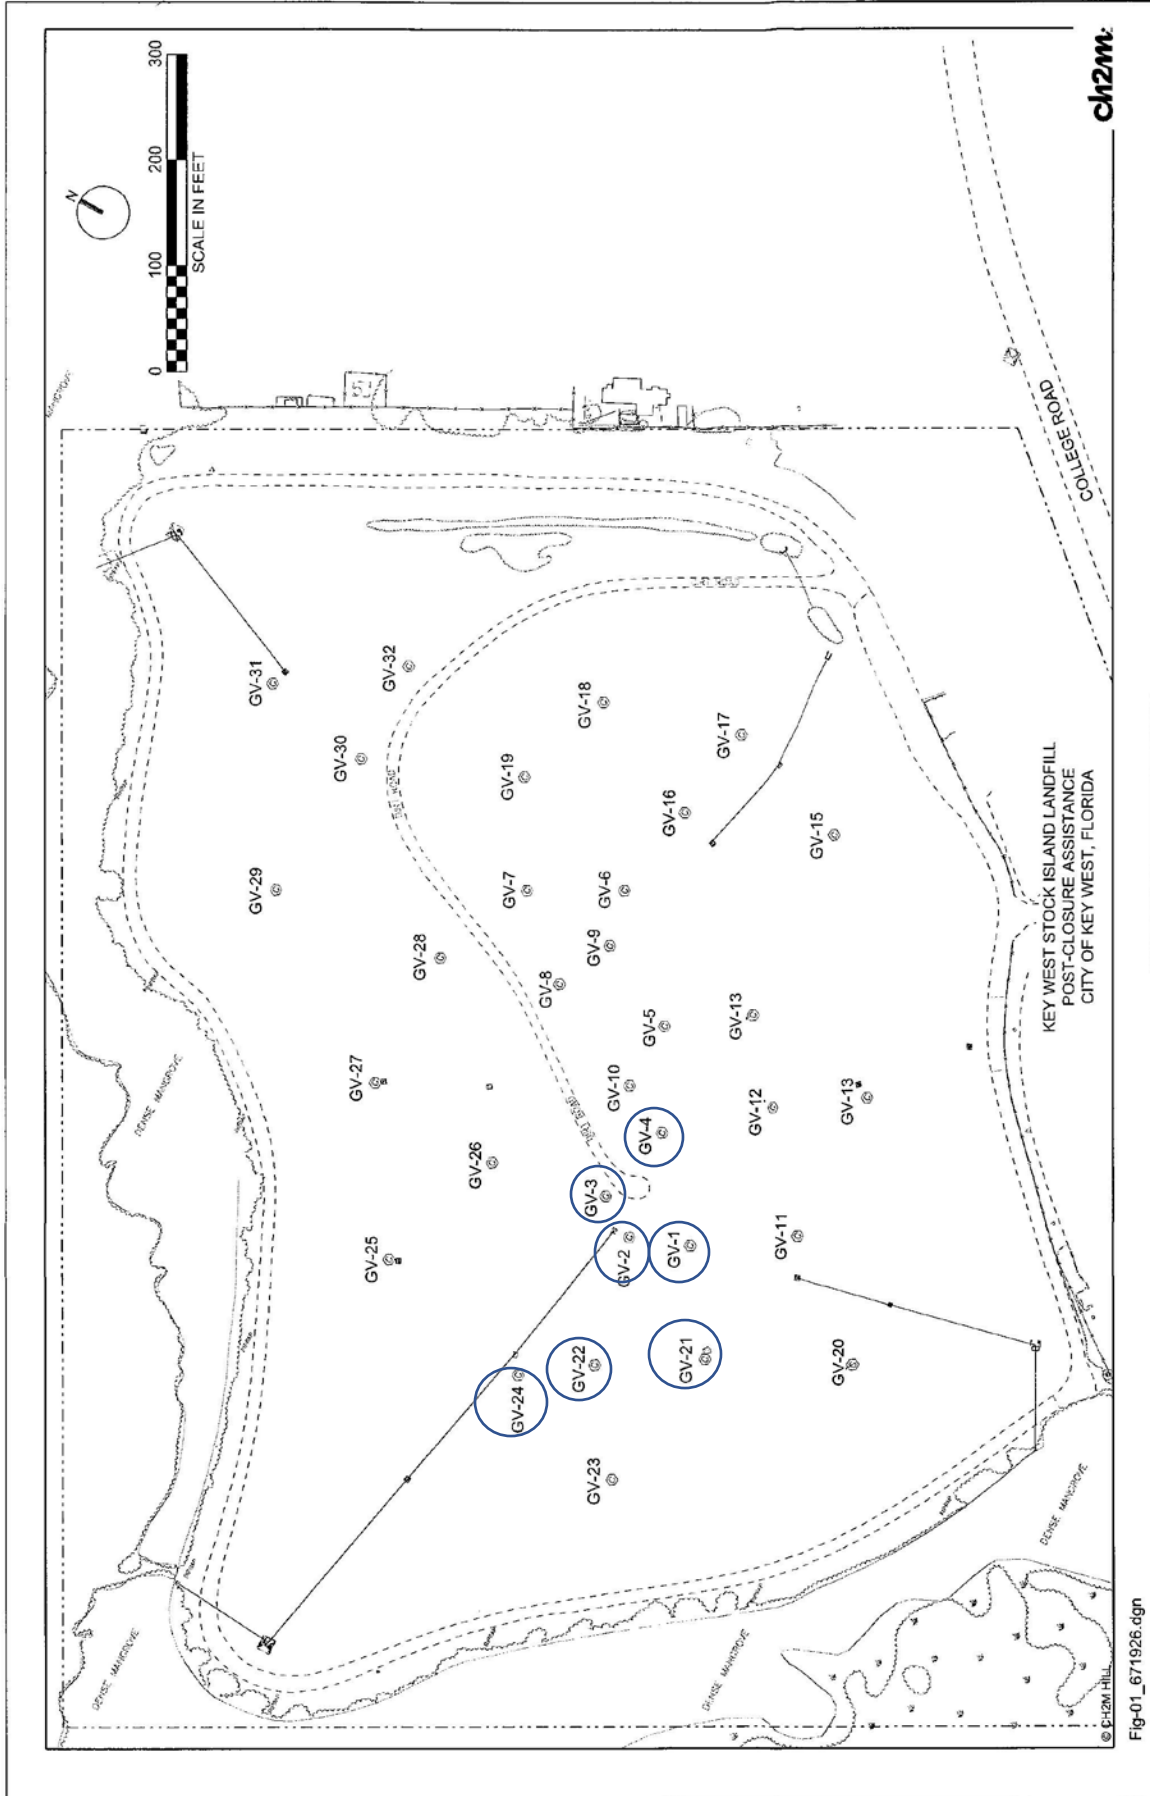 N
0 100 200 300
SCALE IN FEET
ch2m:
DENSE MANGROVE
DENSE MANGROVE
DENSE MANGROVE
DENSE MANGROVE
GV-31
GV-32
GV-30
GV-29
GV-28
GV-27
GV-26
GV-25
GV-18
GV-19
GV-17
GV-16
GV-15
GV-7
GV-6
GV-9
GV-8
GV-5
GV-13
GV-10
GV-12
GV-13
GV-4
GV-3
GV-2
GV-1
GV-11
GV-24
GV-22
GV-21
GV-20
GV-23
COLLEGE ROAD
KEY WEST STOCK ISLAND LANDFILL
POST-CLOSURE ASSISTANCE
CITY OF KEY WEST, FLORIDA
© CH2M HILL
Fig-01_671926.dgn